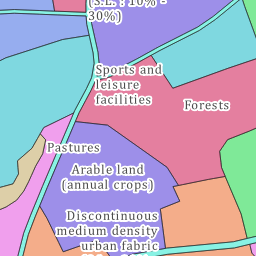 (S.L. : 10% -
30%)
Sports and
leisure
facilities
Forests
Pastures
Arable land
(annual crops)
Discontinuous
medium density
urban fabric